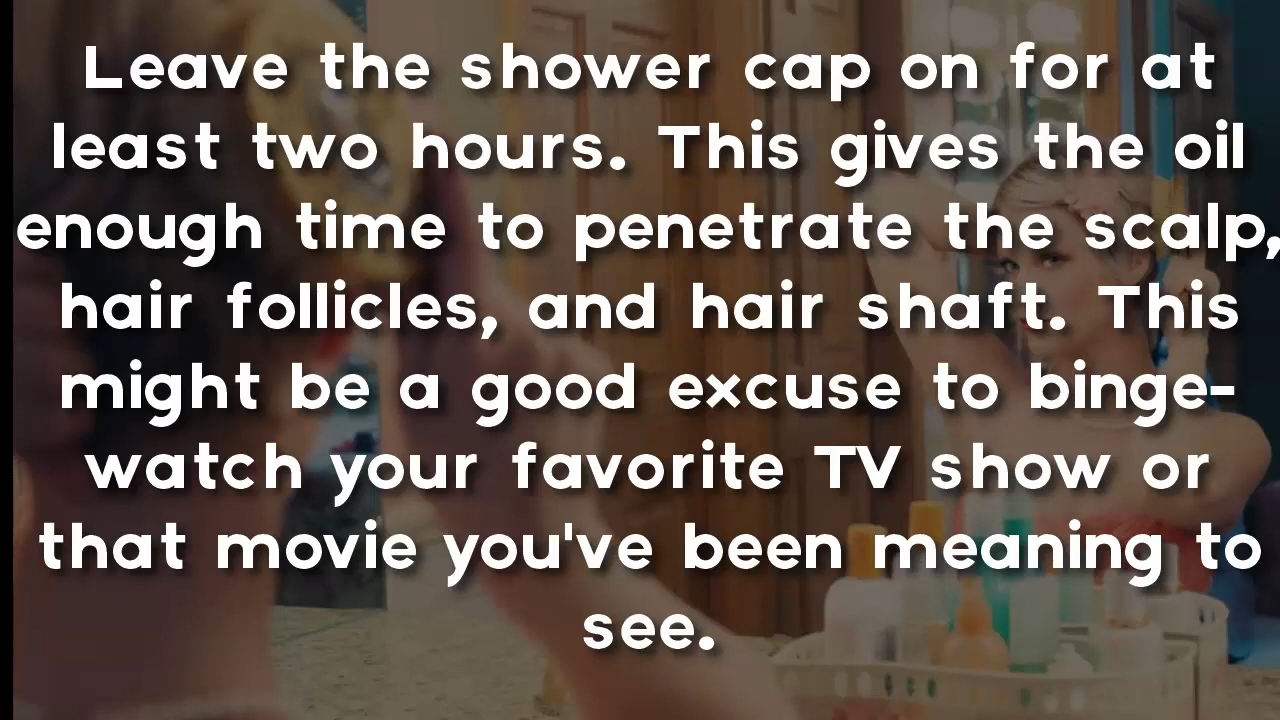 Leave the shower cap on for at
least two hours. This gives the oil
enough time to penetrate the scalp,
hair follicles, and hair shaft. This
might be a good excuse to binge-
watch your favorite TV show or
that movie you've been meaning to
see.